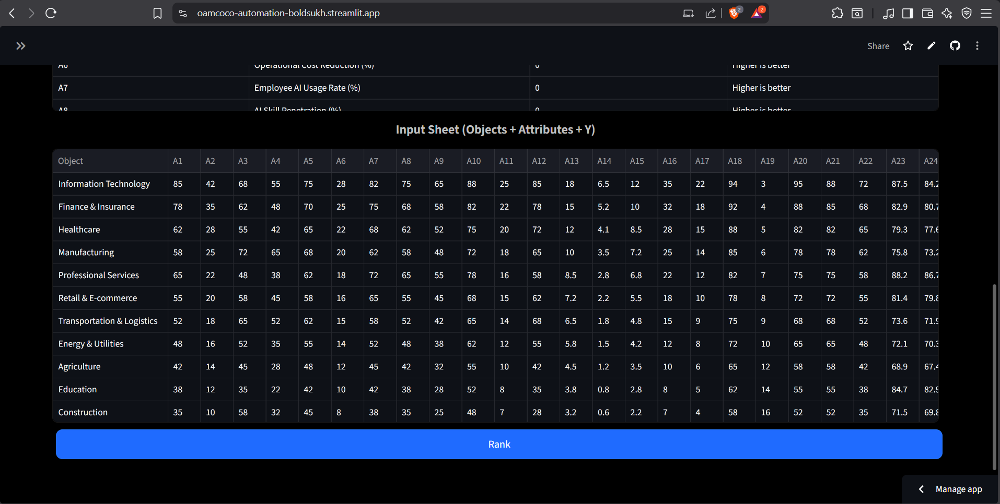 oamcoco-automation-boldsukh.streamlit.app 2 2
Share
A6 Operational Cost Reduction (%) 0 Higher is better
A7 Employee AI Usage Rate (%) 0 Higher is better
A8 AI Skill Penetration (%) 0 Higher is better
Input Sheet (Objects + Attributes + Y)
Object A1 A2 A3 A4 A5 A6 A7 A8 A9 A10 A11 A12 A13 A14 A15 A16 A17 A18 A19 A20 A21 A22 A23 A24
Information Technology 85 42 68 55 75 28 82 75 65 88 25 85 18 6.5 12 35 22 94 3 95 88 72 87.5 84.2
Finance & Insurance 78 35 62 48 70 25 75 68 58 82 22 78 15 5.2 10 32 18 92 4 88 85 68 82.9 80.7
Healthcare 62 28 55 42 65 22 68 62 52 75 20 72 12 4.1 8.5 28 15 88 5 82 82 65 79.3 77.6
Manufacturing 58 25 72 65 68 20 62 58 48 72 18 65 10 3.5 7.2 25 14 85 6 78 78 62 75.8 73.2
Professional Services 65 22 48 38 62 18 72 65 55 78 16 58 8.5 2.8 6.8 22 12 82 7 75 75 58 88.2 86.7
Retail & E-commerce 55 20 58 45 58 16 65 55 45 68 15 62 7.2 2.2 5.5 18 10 78 8 72 72 55 81.4 79.8
Transportation & Logistics 52 18 65 52 62 15 58 52 42 65 14 68 6.5 1.8 4.8 15 9 75 9 68 68 52 73.6 71.9
Energy & Utilities 48 16 52 35 55 14 52 48 38 62 12 55 5.8 1.5 4.2 12 8 72 10 65 65 48 72.1 70.3
Agriculture 42 14 45 28 48 12 45 42 32 55 10 42 4.5 1.2 3.5 10 6 65 12 58 58 42 68.9 67.4
Education 38 12 35 22 42 10 42 38 28 52 8 35 3.8 0.8 2.8 8 5 62 14 55 55 38 84.7 82.9
Construction 35 10 58 32 45 8 38 35 25 48 7 28 3.2 0.6 2.2 7 4 58 16 52 52 35 71.5 69.8
Rank
Manage app